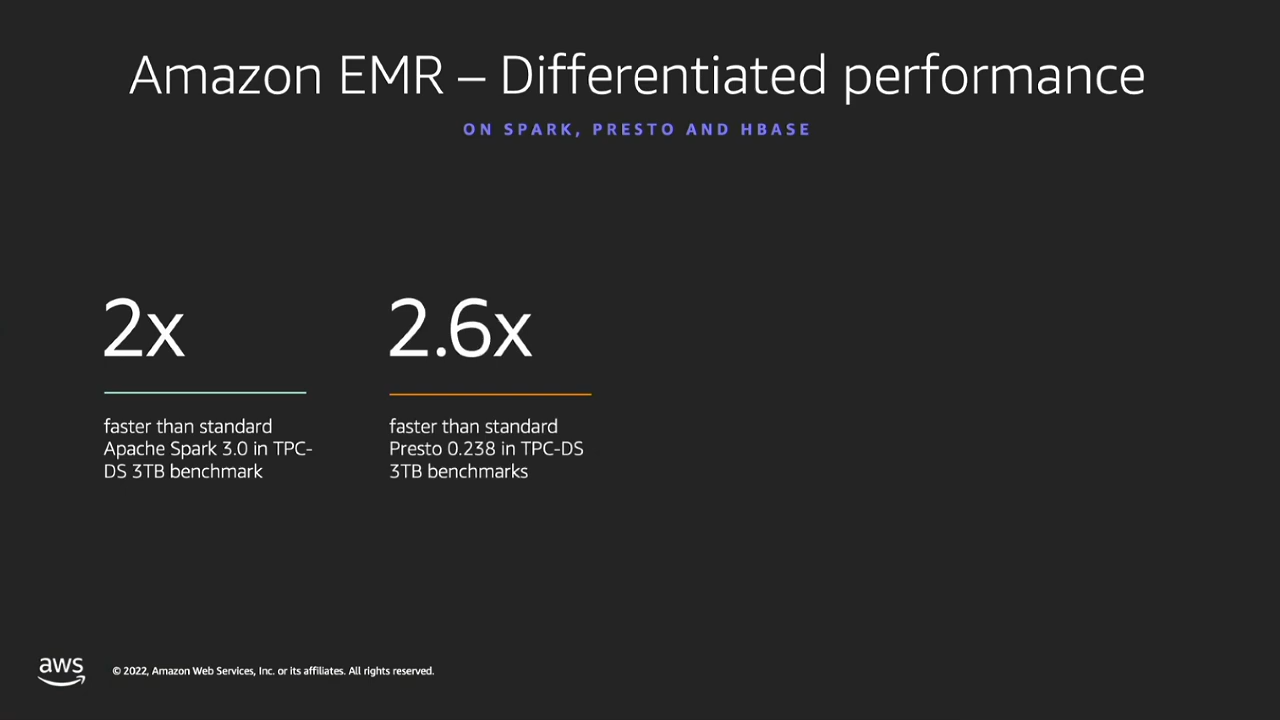 Amazon EMR – Differentiated performance
ON SPARK, PRESTO AND HBASE
2x
faster than standard
Apache Spark 3.0 in TPC-
DS 3TB benchmark
2.6x
faster than standard
Presto 0.238 in TPC-DS
3TB benchmarks
aws
© 2022, Amazon Web Services, Inc. or its affiliates. All rights reserved.